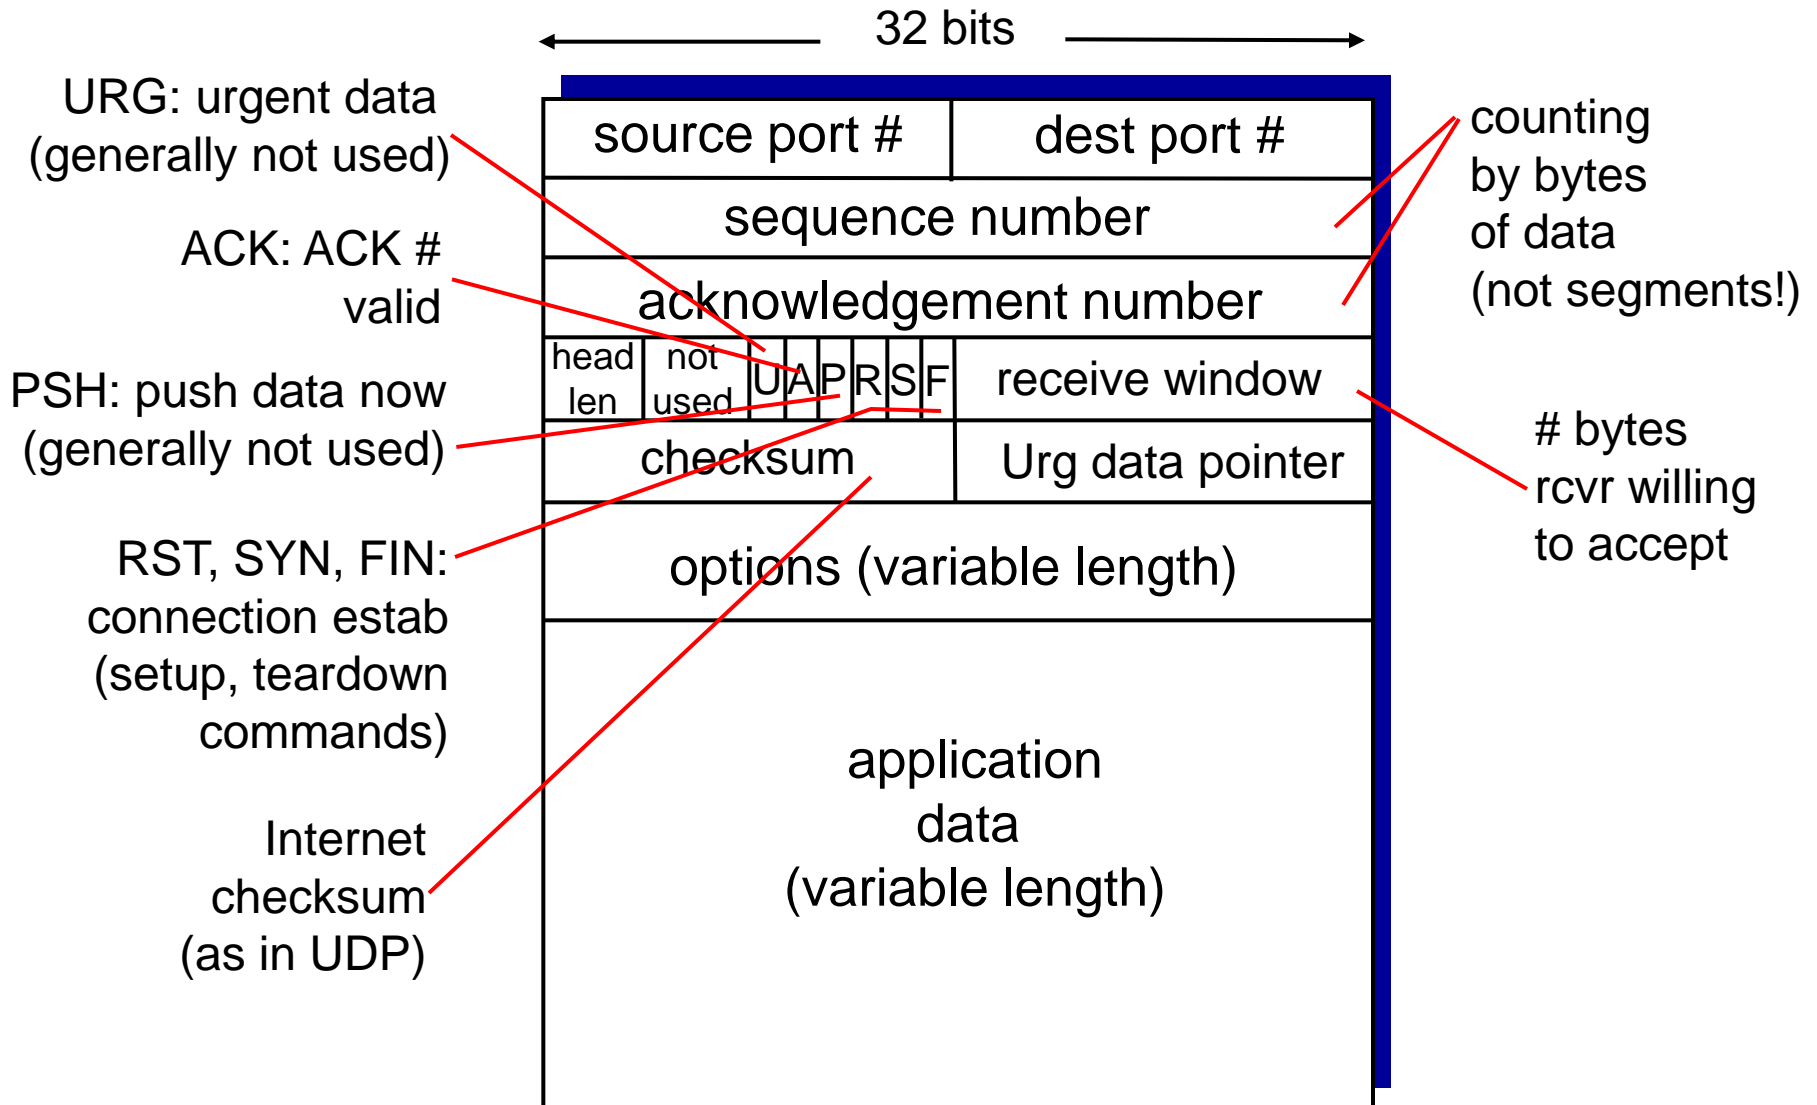 32 bits
URG: urgent data
(generally not used)
ACK: ACK #
valid
PSH: push data now
(generally not used)
RST, SYN, FIN:
connection estab
(setup, teardown
commands)
Internet
checksum
(as in UDP)
source port #
dest port #
sequence number
acknowledgement number
head
len
not
used
U
A
P
R
S
F
receive window
checksum
Urg data pointer
options (variable length)
application
data
(variable length)
counting
by bytes
of data
(not segments!)
# bytes
rcvr willing
to accept